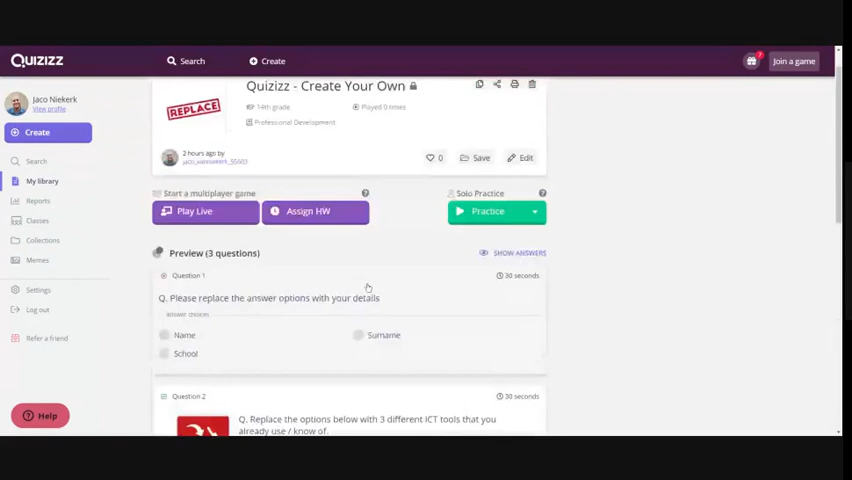 QUIZIZZ
Search
Create
7
Join a game
Jaco Niekerk
View profile
Create
Search
My library
Reports
Classes
Collections
Memes
Settings
Log out
Refer a friend
Help
REPLACE
Quizizz - Create Your Own
14th grade
Played 0 times
Professional Development
2 hours ago by
0
Save
Edit
Start a multiplayer game
Play Live
Assign HW
Solo Practice
Practice
Preview (3 questions)
SHOW ANSWERS
Question 1
30 seconds
Q. Please replace the answer options with your details
answer choices
Name
Surname
School
Question 2
30 seconds
Q. Replace the options below with 3 different ICT tools that you
already use / know of.